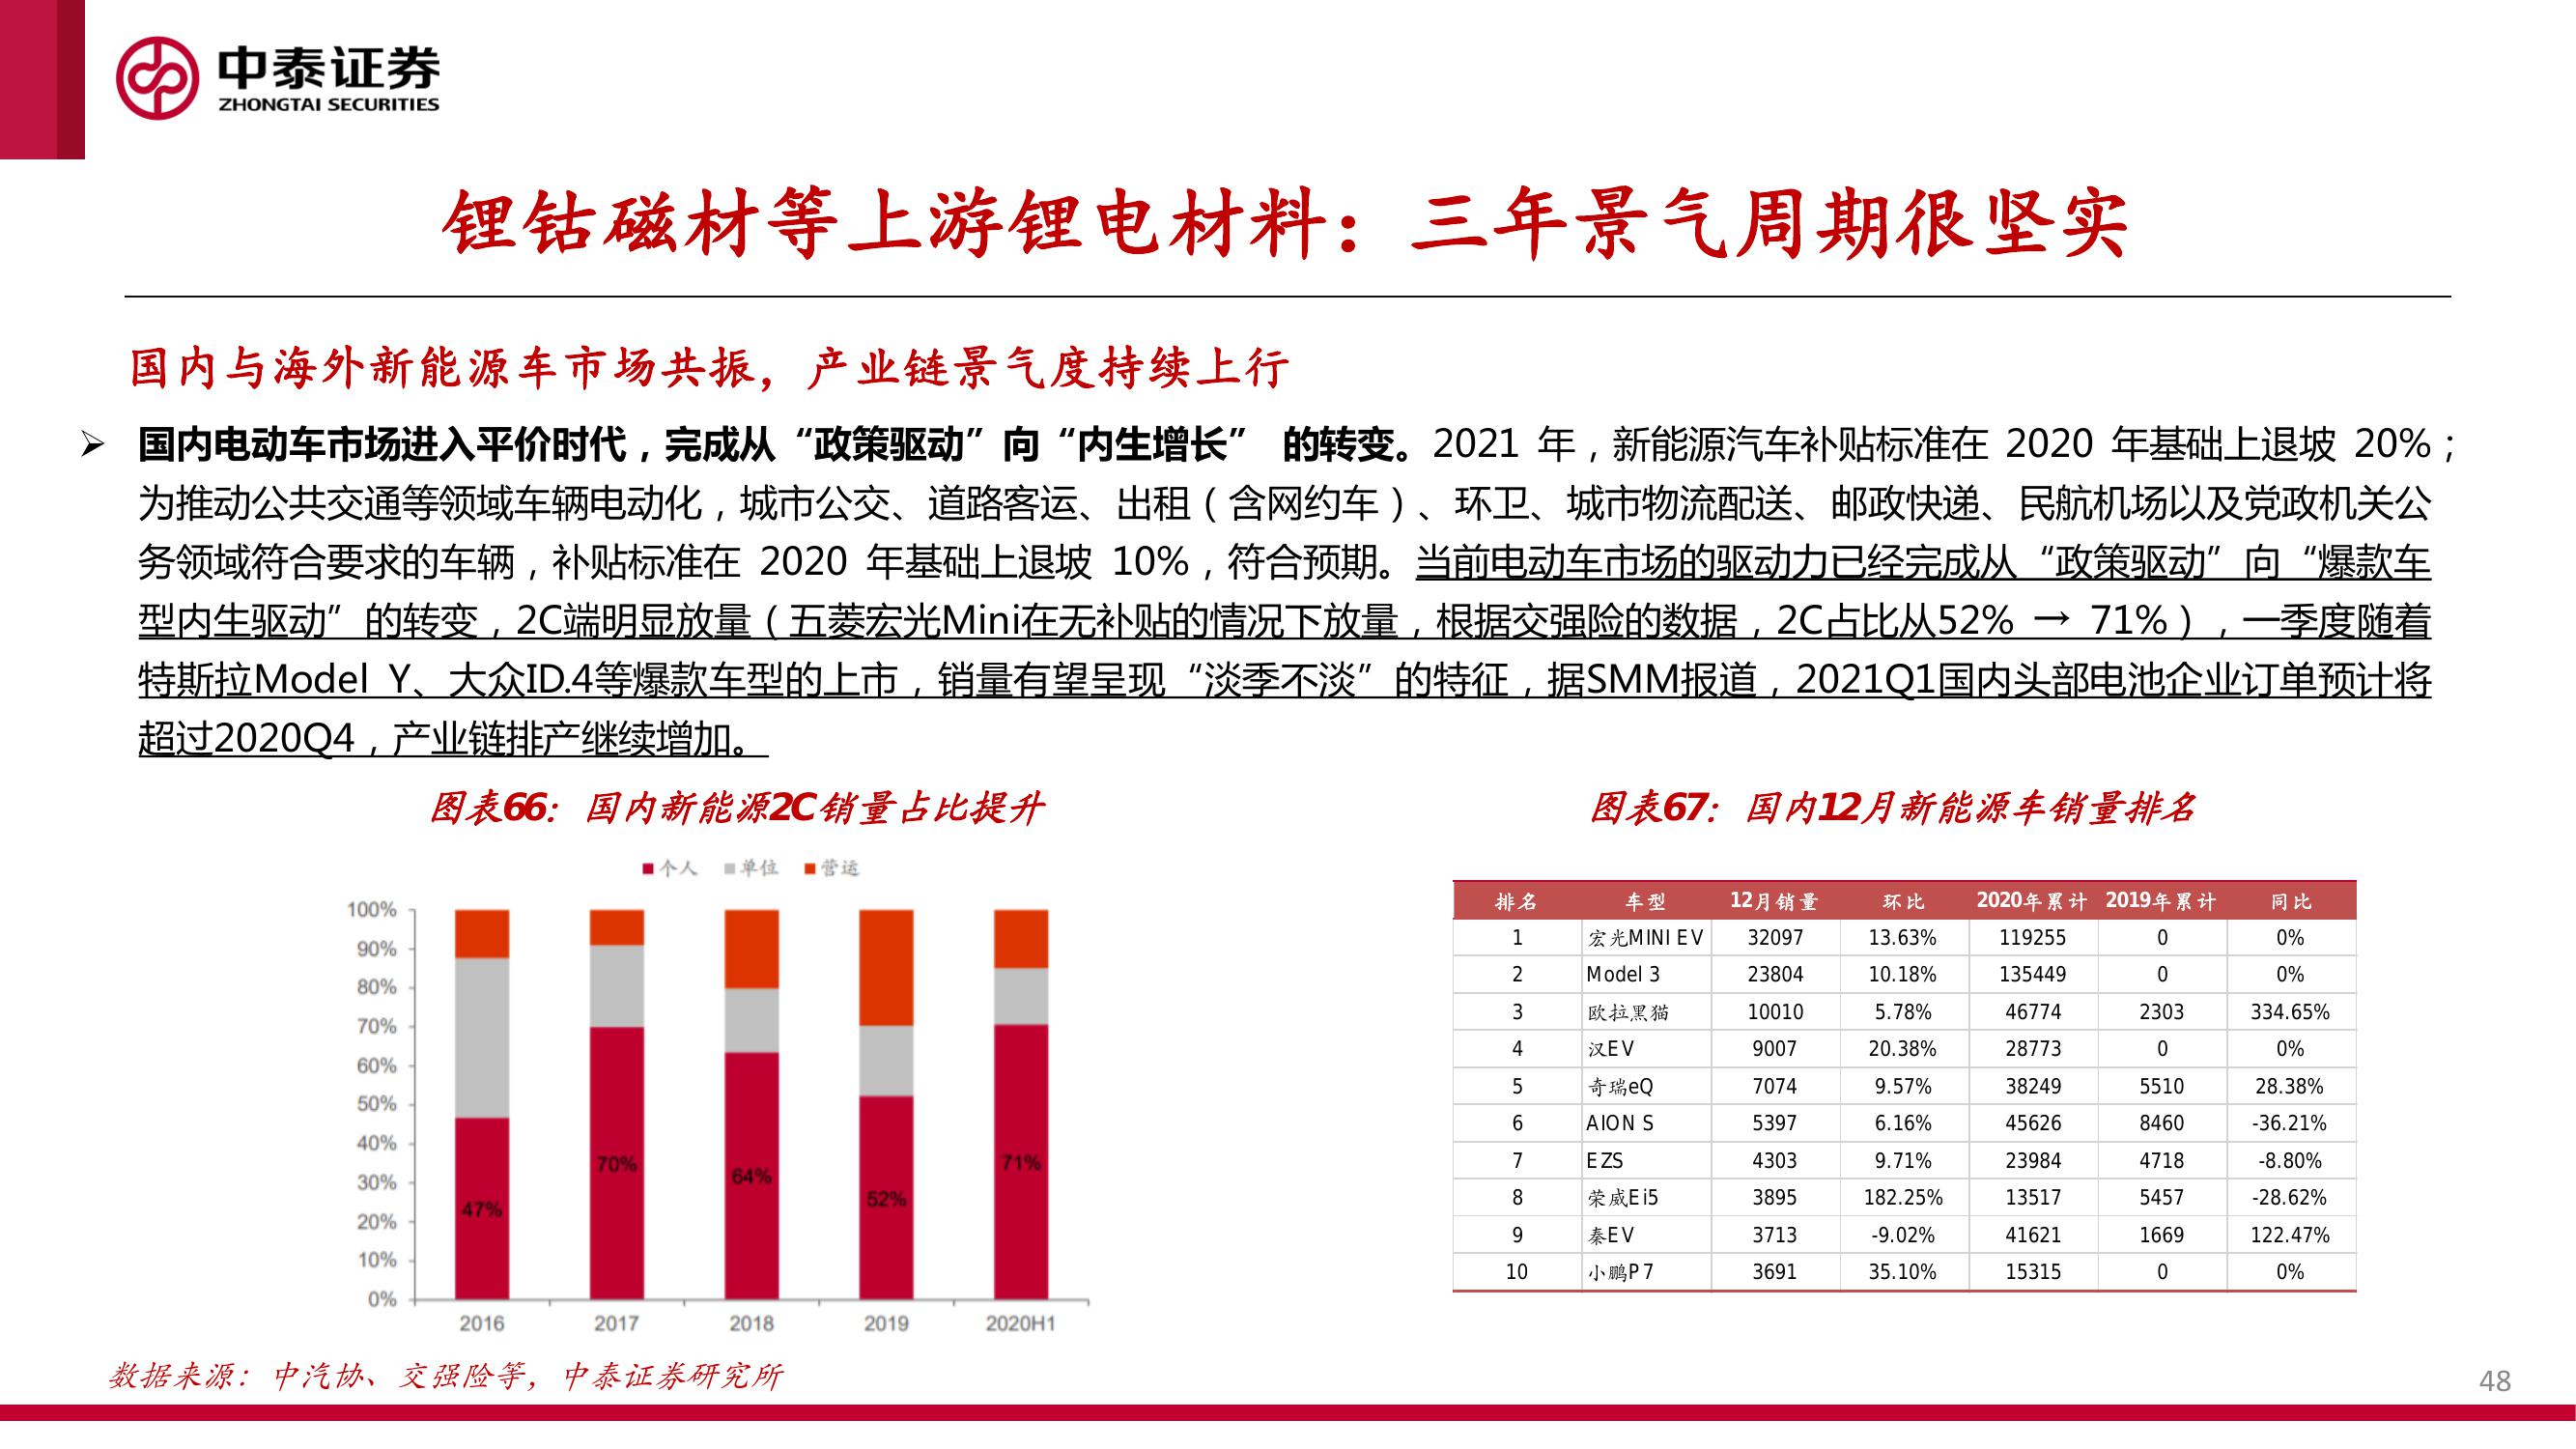 中泰证券
ZHONGTAI SECURITIES
锂钴磁材等上游锂电材料：三年景气周期很坚实
国内与海外新能源车市场共振，产业链景气度持续上行
➢ 国内电动车市场进入平价时代，完成从“政策驱动”向“内生增长” 的转变。2021 年，新能源汽车补贴标准在 2020 年基础上退坡 20%；
为推动公共交通等领域车辆电动化，城市公交、道路客运、出租（含网约车）、环卫、城市物流配送、邮政快递、民航机场以及党政机关公
务领域符合要求的车辆，补贴标准在 2020 年基础上退坡 10%，符合预期。当前电动车市场的驱动力已经完成从“政策驱动”向“爆款车
型内生驱动”的转变，2C端明显放量（五菱宏光Mini在无补贴的情况下放量，根据交强险的数据，2C占比从52% → 71%），一季度随着
特斯拉Model Y、大众ID.4等爆款车型的上市，销量有望呈现“淡季不淡”的特征，据SMM报道，2021Q1国内头部电池企业订单预计将
超过2020Q4，产业链排产继续增加。
图表66：国内新能源2C销量占比提升
个人 单位 营运
100%
90%
80%
70%
60%
50%
40%
30%
20%
10%
0%
47%
70%
64%
52%
71%
2016 2017 2018 2019 2020H1
图表67：国内12月新能源车销量排名
排名 车型 12月销量 环比 2020年累计 2019年累计 同比
1 宏光MINI EV 32097 13.63% 119255 0 0%
2 Model 3 23804 10.18% 135449 0 0%
3 欧拉黑猫 10010 5.78% 46774 2303 334.65%
4 汉EV 9007 20.38% 28773 0 0%
5 奇瑞eQ 7074 9.57% 38249 5510 28.38%
6 AION S 5397 6.16% 45626 8460 -36.21%
7 EZS 4303 9.71% 23984 4718 -8.80%
8 荣威Ei5 3895 182.25% 13517 5457 -28.62%
9 秦EV 3713 -9.02% 41621 1669 122.47%
10 小鹏P7 3691 35.10% 15315 0 0%
数据来源：中汽协、交强险等，中泰证券研究所
48